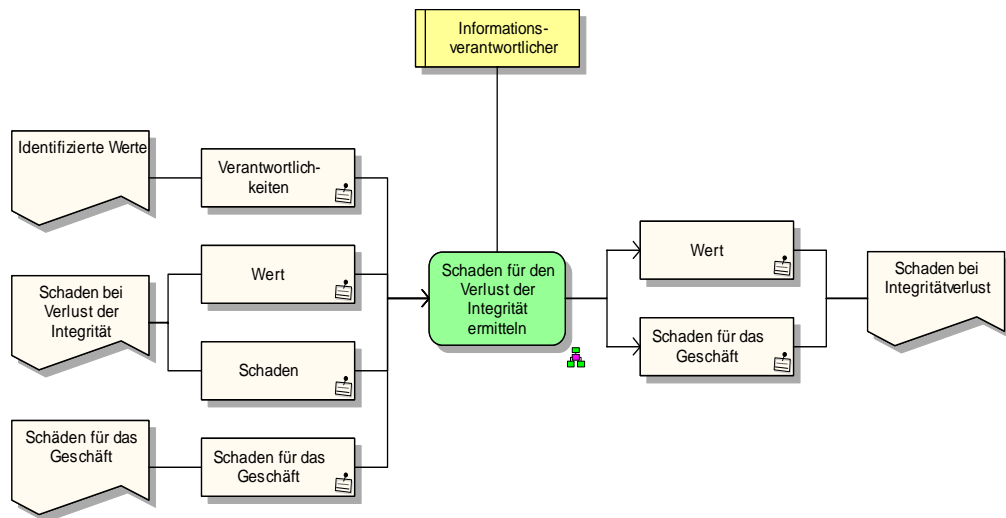 Informations-
verantwortlicher
Identifizierte Werte
Verantwortlich-
keiten
Schaden bei
Verlust der
Integrität
Wert
Schaden
Schäden für das
Geschäft
Schaden für das
Geschäft
Schaden für den
Verlust der
Integrität
ermitteln
Wert
Schaden für das
Geschäft
Schaden bei
Integritätverlust